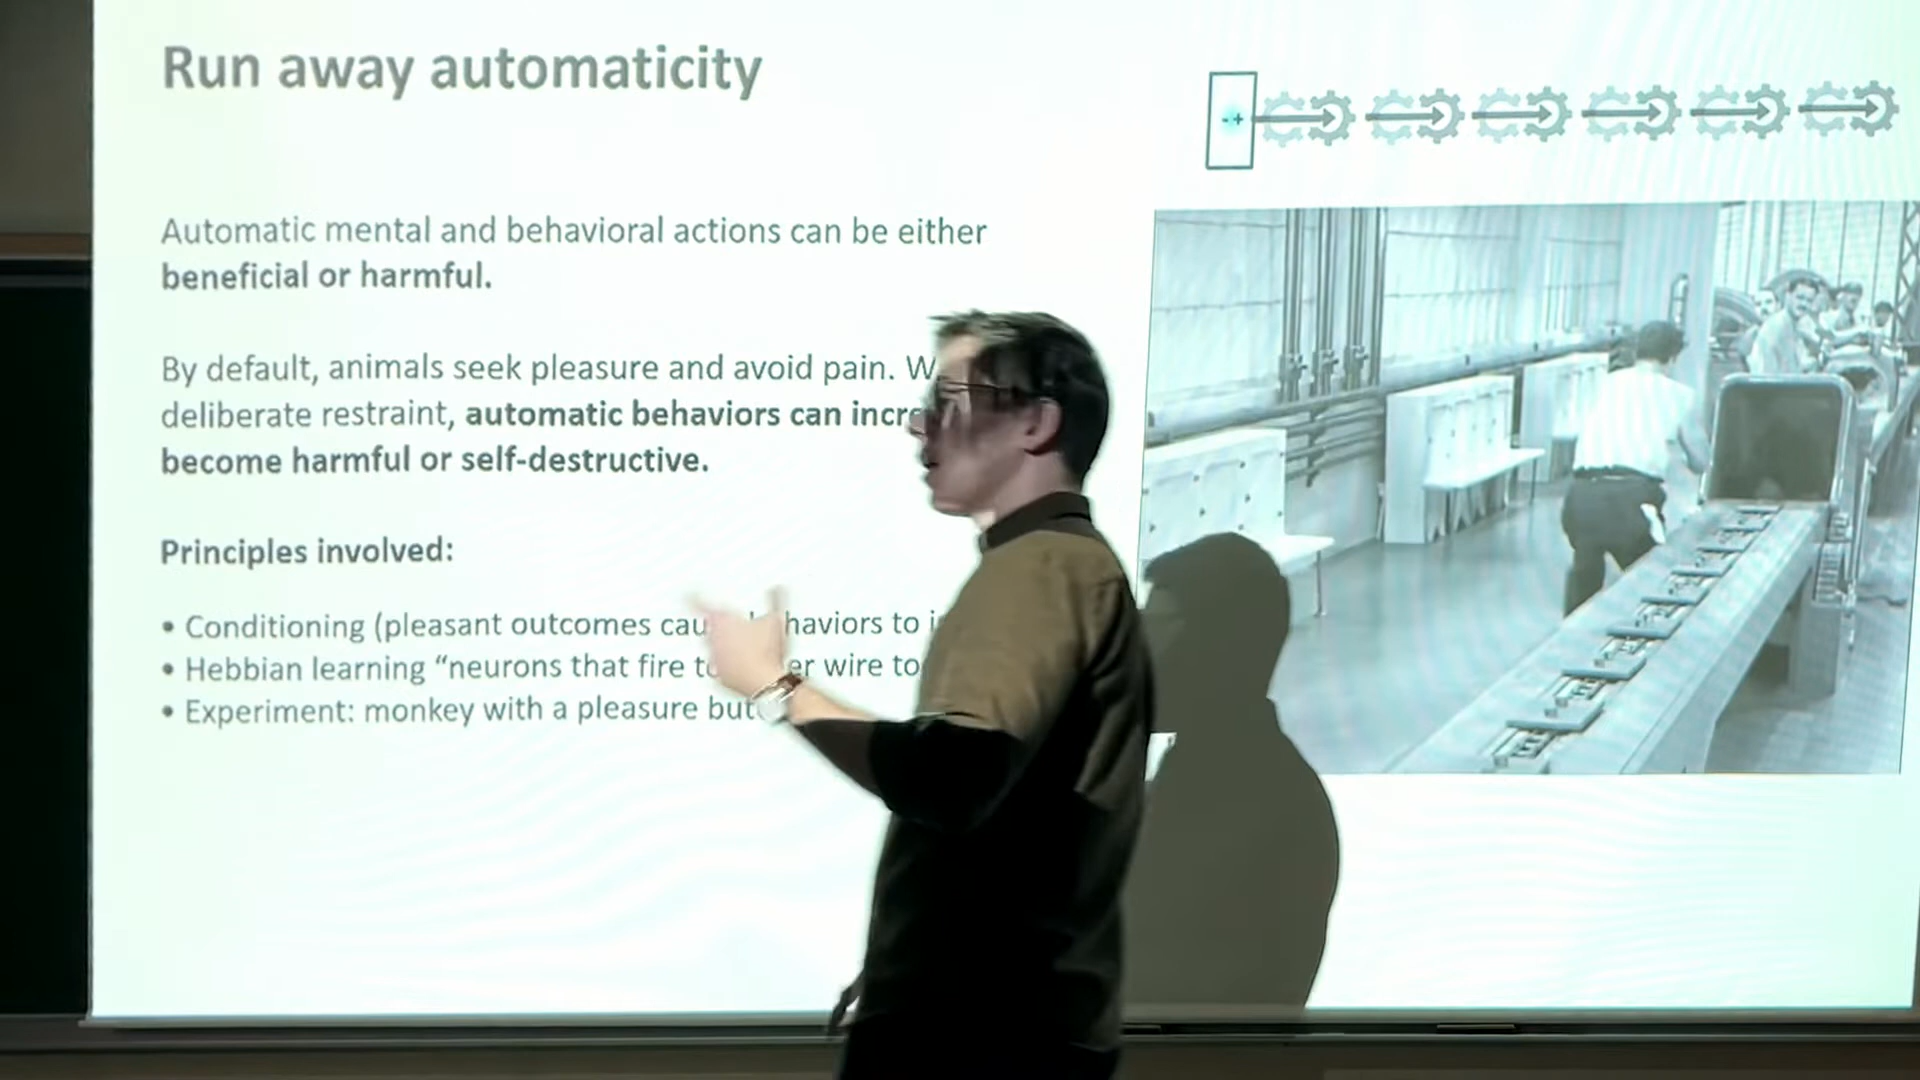 Run away automaticity
- +
Automatic mental and behavioral actions can be either
beneficial or harmful.
By default, animals seek pleasure and avoid pain. W
deliberate restraint, automatic behaviors can incre
become harmful or self-destructive.
Principles involved:
• Conditioning (pleasant outcomes cau haviors to i
• Hebbian learning “neurons that fire to er wire to
• Experiment: monkey with a pleasure but